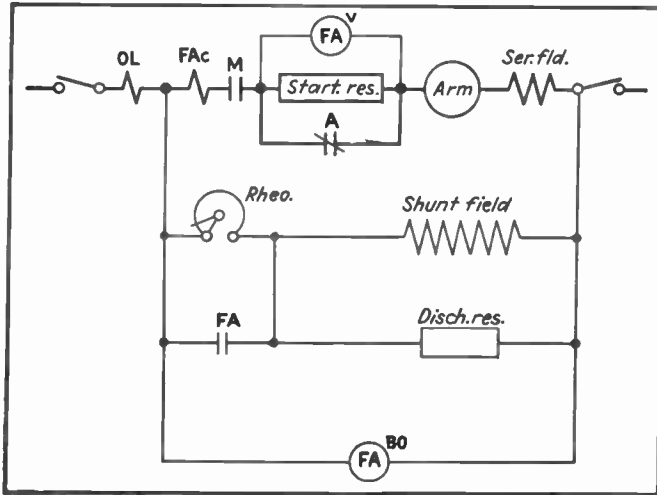 OL
FAc
M
FA V
Start. res.
A
Arm
Ser. fld.
Rheo.
Shunt field
FA
Disch. res.
FA BO